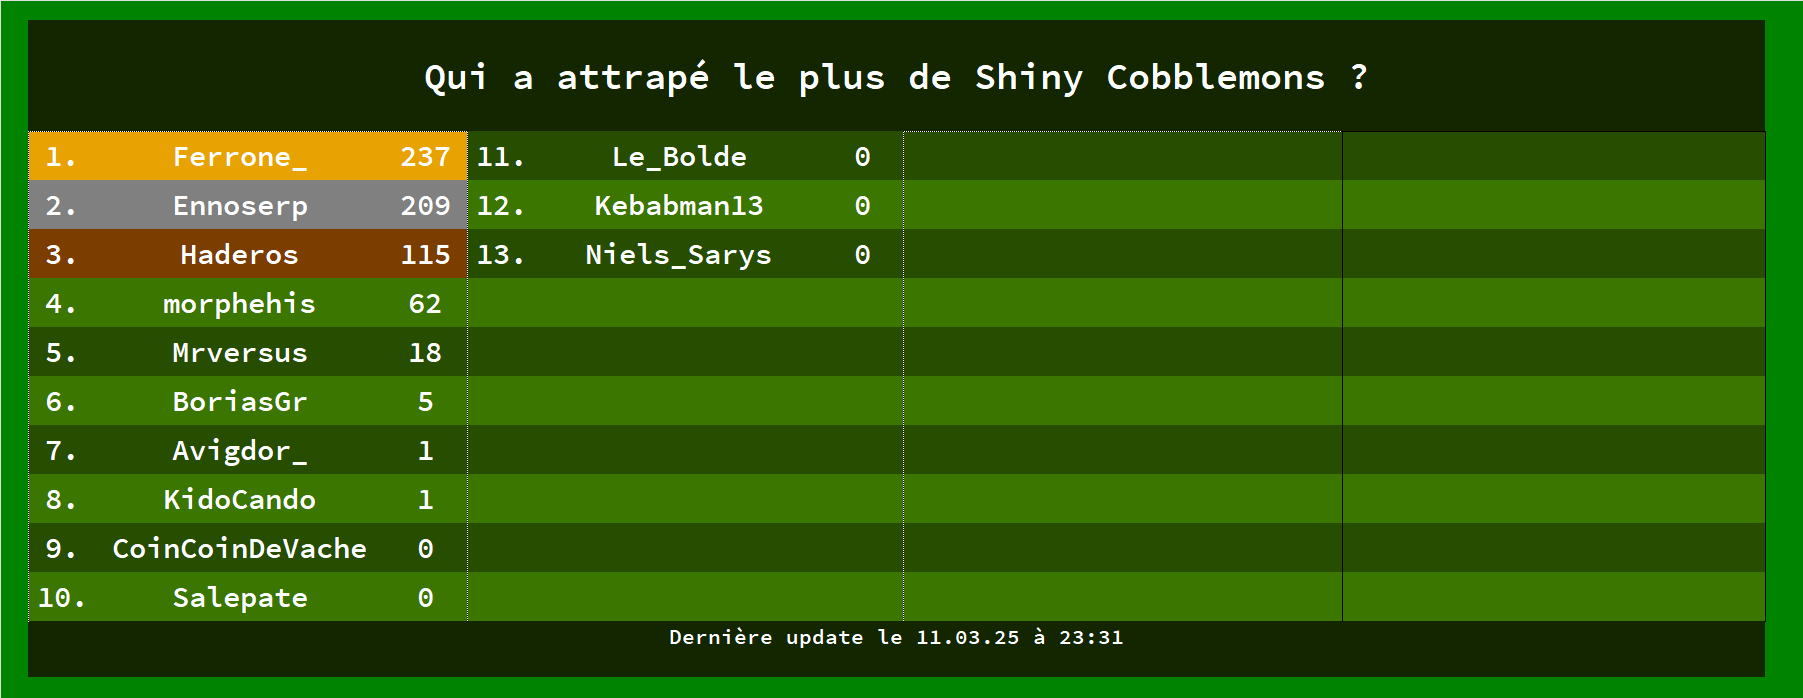 Qui a attrapé le plus de Shiny Cobblemons ?
1. Ferrone_ 237
2. Ennoserp 209
3. Haderos 115
4. morphehis 62
5. Mrversus 18
6. BoriasGr 5
7. Avigdor_ 1
8. KidoCando 1
9. CoinCoinDeVache 0
10. Salepate 0
11. Le_Bolde 0
12. Kebabman13 0
13. Niels_Sarys 0
Dernière update le 11.03.25 à 23:31